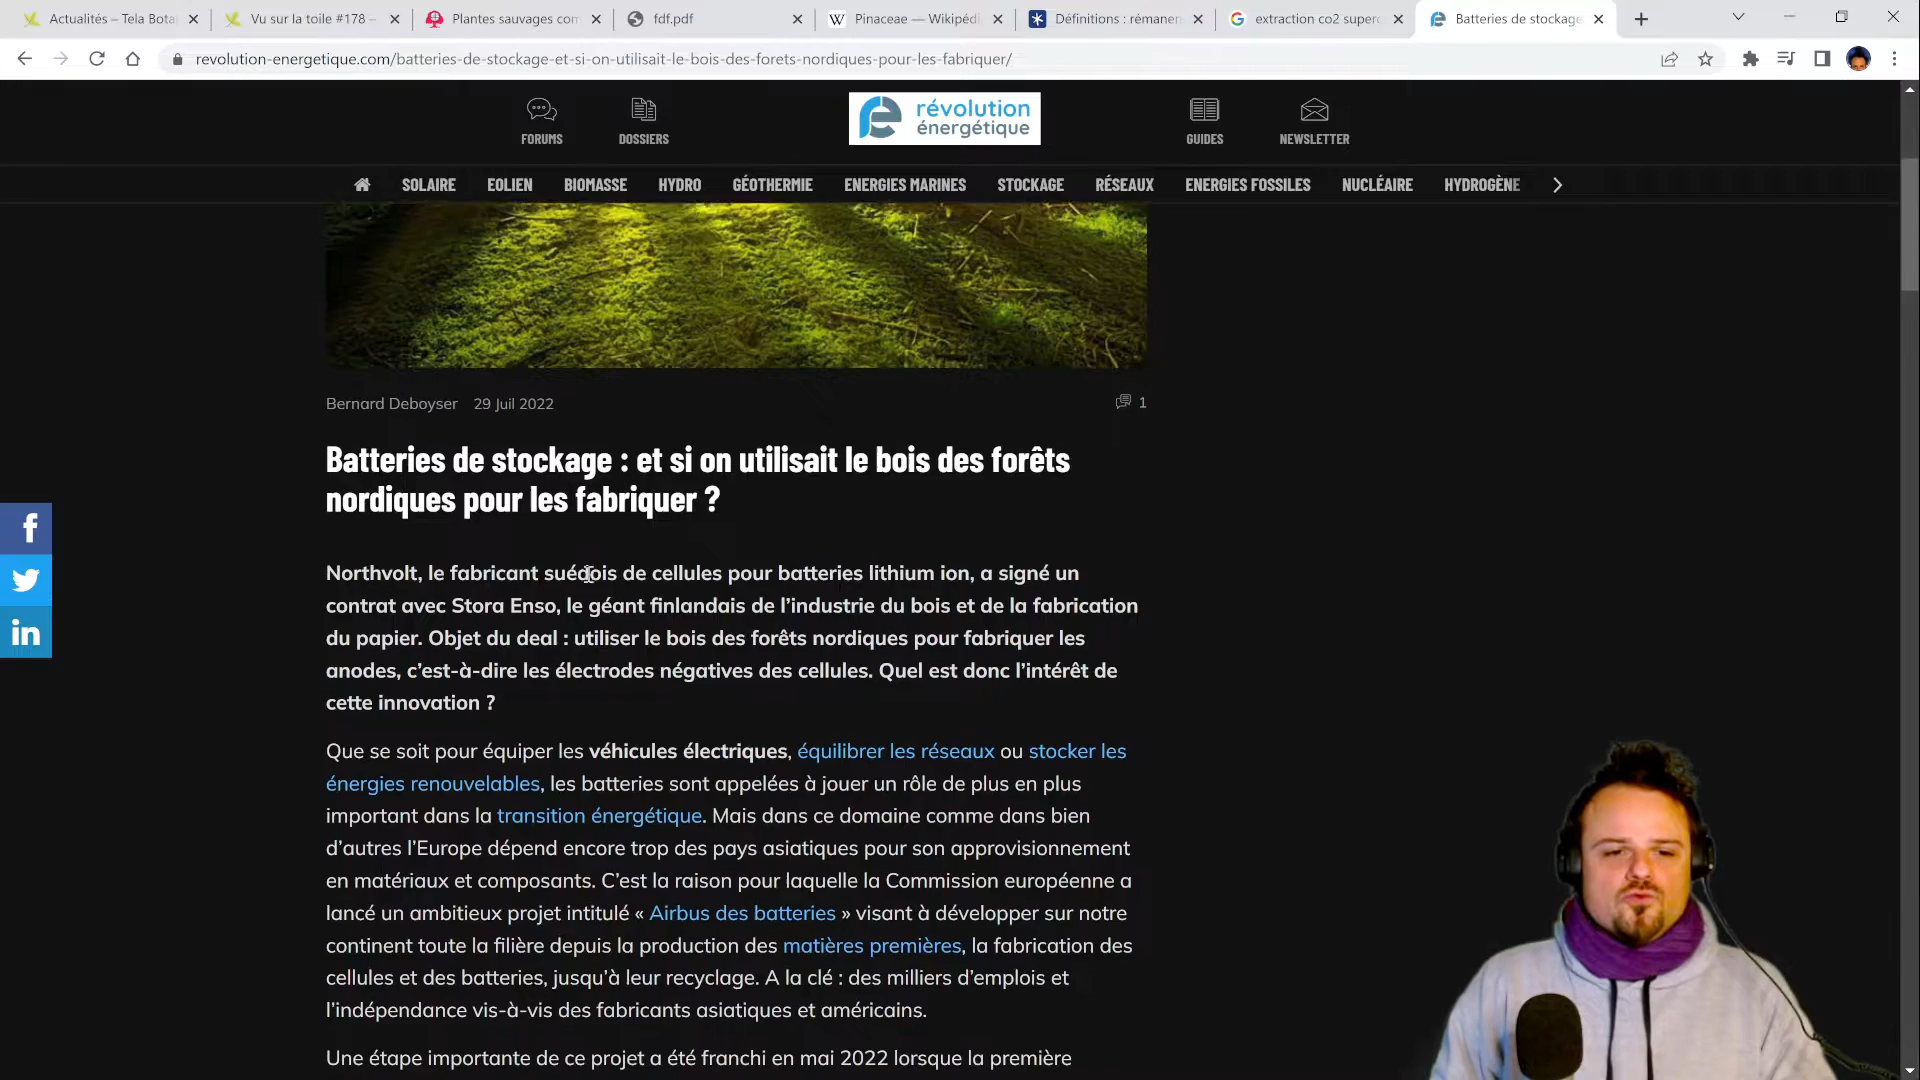 Actualités – Tela Bota
Vu sur la toile #178 –
Plantes sauvages com
fdf.pdf
Pinaceae — Wikipéd
Définitions : rémanen
extraction co2 superc
Batteries de stockage
revolution-energetique.com/batteries-de-stockage-et-si-on-utilisait-le-bois-des-forets-nordiques-pour-les-fabriquer/
FORUMS
DOSSIERS
révolution
énergétique
GUIDES
NEWSLETTER
SOLAIRE EOLIEN BIOMASSE HYDRO GÉOTHERMIE ENERGIES MARINES STOCKAGE RÉSEAUX ENERGIES FOSSILES NUCLÉAIRE HYDROGÈNE
Bernard Deboyser 29 Juil 2022 1
Batteries de stockage : et si on utilisait le bois des forêts
nordiques pour les fabriquer ?
Northvolt, le fabricant suédois de cellules pour batteries lithium ion, a signé un
contrat avec Stora Enso, le géant finlandais de l’industrie du bois et de la fabrication
du papier. Objet du deal : utiliser le bois des forêts nordiques pour fabriquer les
anodes, c’est-à-dire les électrodes négatives des cellules. Quel est donc l’intérêt de
cette innovation ?
Que se soit pour équiper les véhicules électriques, équilibrer les réseaux ou stocker les
énergies renouvelables, les batteries sont appelées à jouer un rôle de plus en plus
important dans la transition énergétique. Mais dans ce domaine comme dans bien
d’autres l’Europe dépend encore trop des pays asiatiques pour son approvisionnement
en matériaux et composants. C’est la raison pour laquelle la Commission européenne a
lancé un ambitieux projet intitulé « Airbus des batteries » visant à développer sur notre
continent toute la filière depuis la production des matières premières, la fabrication des
cellules et des batteries, jusqu’à leur recyclage. A la clé : des milliers d’emplois et
l’indépendance vis-à-vis des fabricants asiatiques et américains.
Une étape importante de ce projet a été franchi en mai 2022 lorsque la première